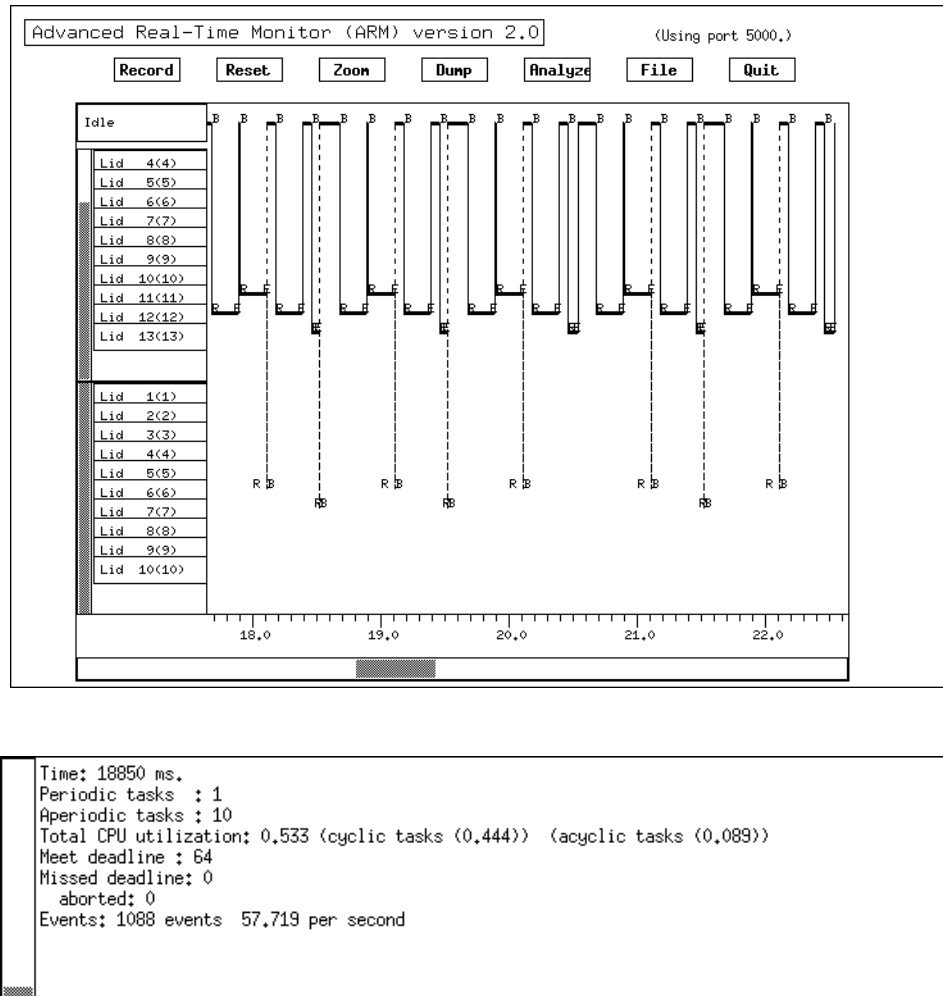 Advanced Real-Time Monitor (ARM) version 2.0 (Using port 5000.)
Record Reset Zoom Dump Analyze File Quit
Idle
B B B B B B B B B B B B B B B B B B
Lid 4(4)
Lid 5(5)
Lid 6(6)
Lid 7(7)
Lid 8(8)
Lid 9(9)
Lid 10(10)
Lid 11(11)
Lid 12(12)
Lid 13(13)
Lid 1(1)
Lid 2(2)
Lid 3(3)
Lid 4(4)
Lid 5(5)
Lid 6(6)
Lid 7(7)
Lid 8(8)
Lid 9(9)
Lid 10(10)
R B R B R B R B R B
RB RB RB
18.0 19.0 20.0 21.0 22.0
Time: 18850 ms.
Periodic tasks : 1
Aperiodic tasks : 10
Total CPU utilization: 0.533 (cyclic tasks (0.444)) (acyclic tasks (0.089))
Meet deadline : 64
Missed deadline: 0
aborted: 0
Events: 1088 events 57.719 per second